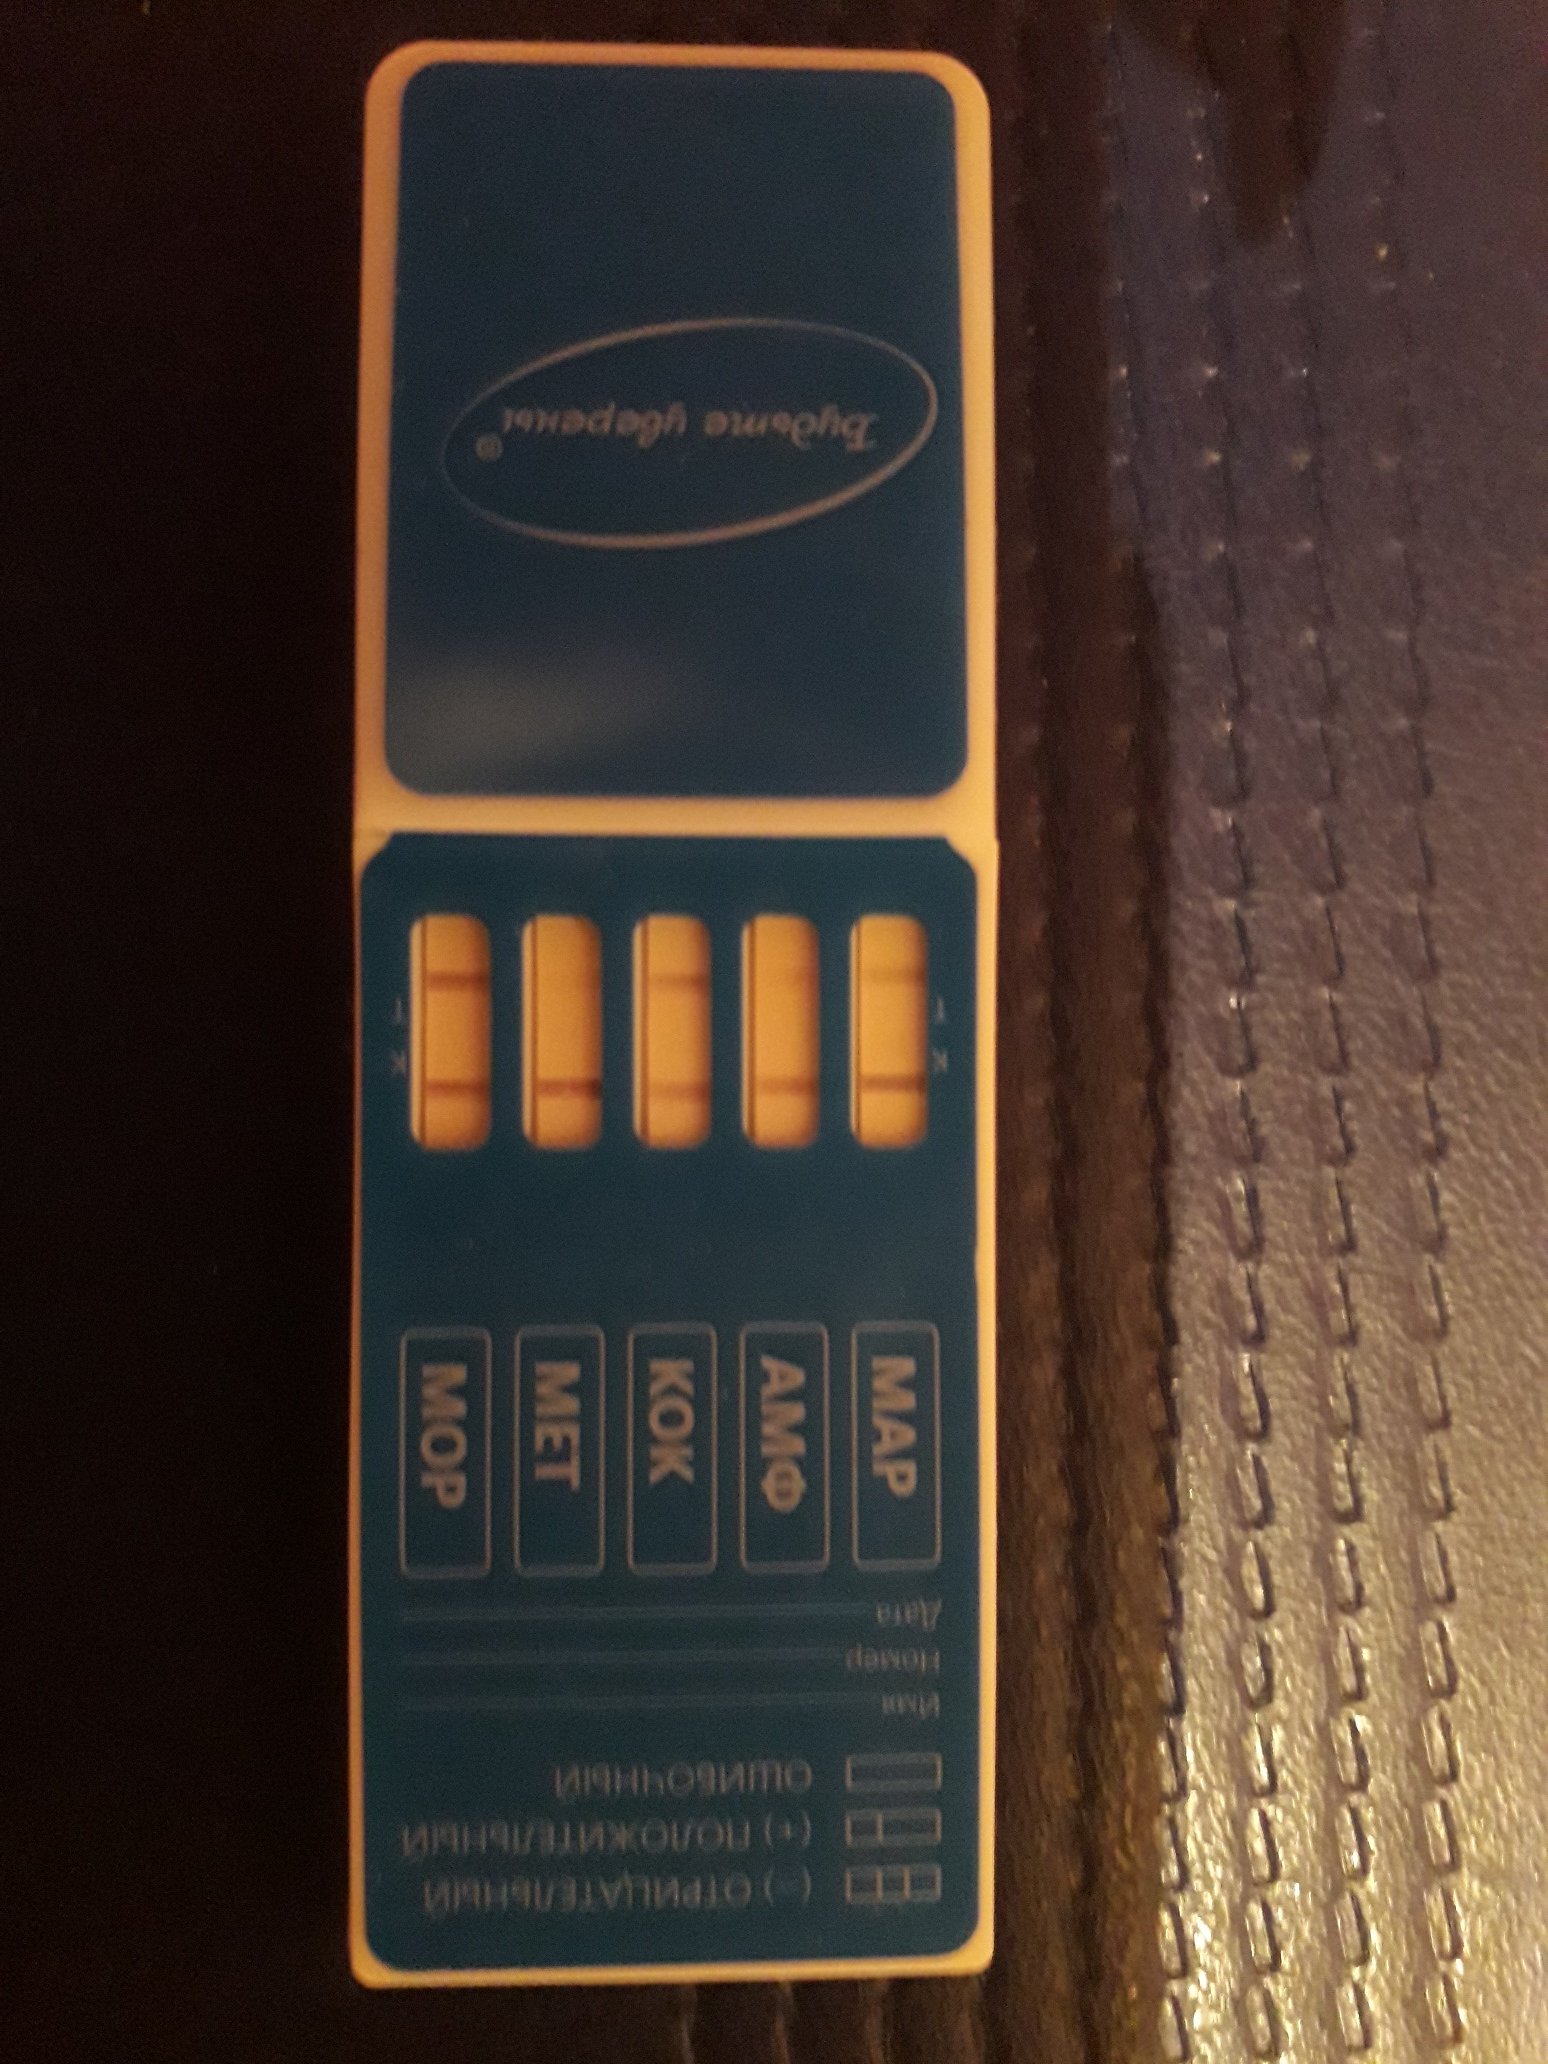 (-) ОТРИЦАТЕЛЬНЫЙ
(+) ПОЛОЖИТЕЛЬНЫЙ
ОШИБОЧНЫЙ
Имя
Номер
Дата
МАР
АМФ
КОК
МЕТ
МОР
К К
Т Т
Будьте уверены®